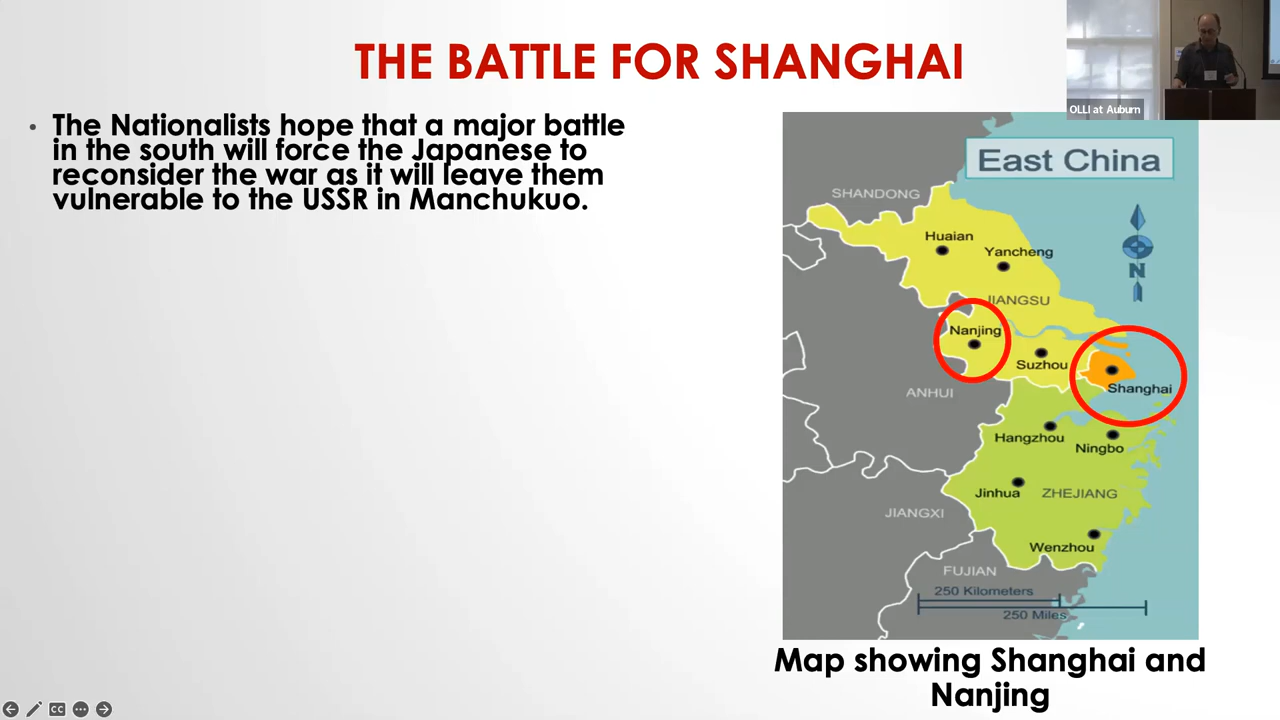 THE BATTLE FOR SHANGHAI
OLLI at Auburn
• The Nationalists hope that a major battle
in the south will force the Japanese to
reconsider the war as it will leave them
vulnerable to the USSR in Manchukuo.
East China
SHANDONG
Huaian
Yancheng
N
JIANGSU
Nanjing
Suzhou
Shanghai
ANHUI
Hangzhou
Ningbo
Jinhua
ZHEJIANG
JIANGXI
Wenzhou
FUJIAN
250 Kilometers
250 Miles
Map showing Shanghai and
Nanjing
CC